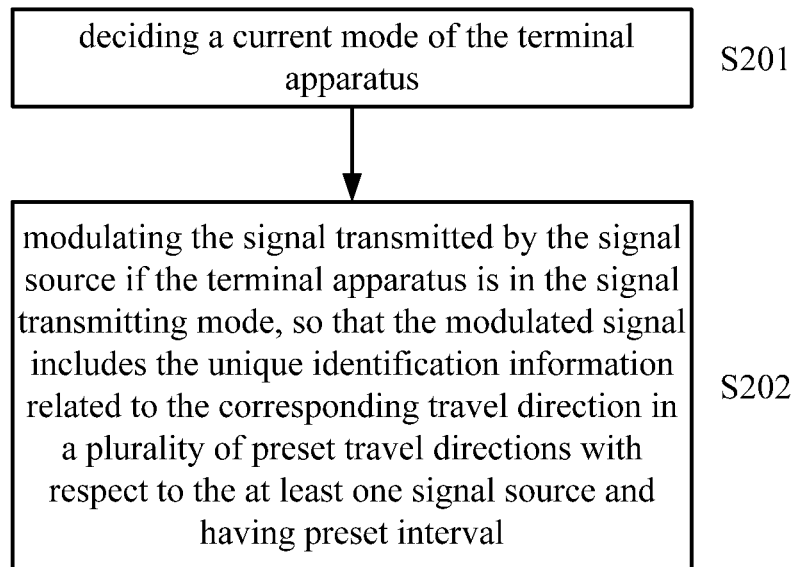 deciding a current mode of the terminal
apparatus
S201
modulating the signal transmitted by the signal
source if the terminal apparatus is in the signal
transmitting mode, so that the modulated signal
includes the unique identification information
related to the corresponding travel direction in
a plurality of preset travel directions with
respect to the at least one signal source and
having preset interval
S202